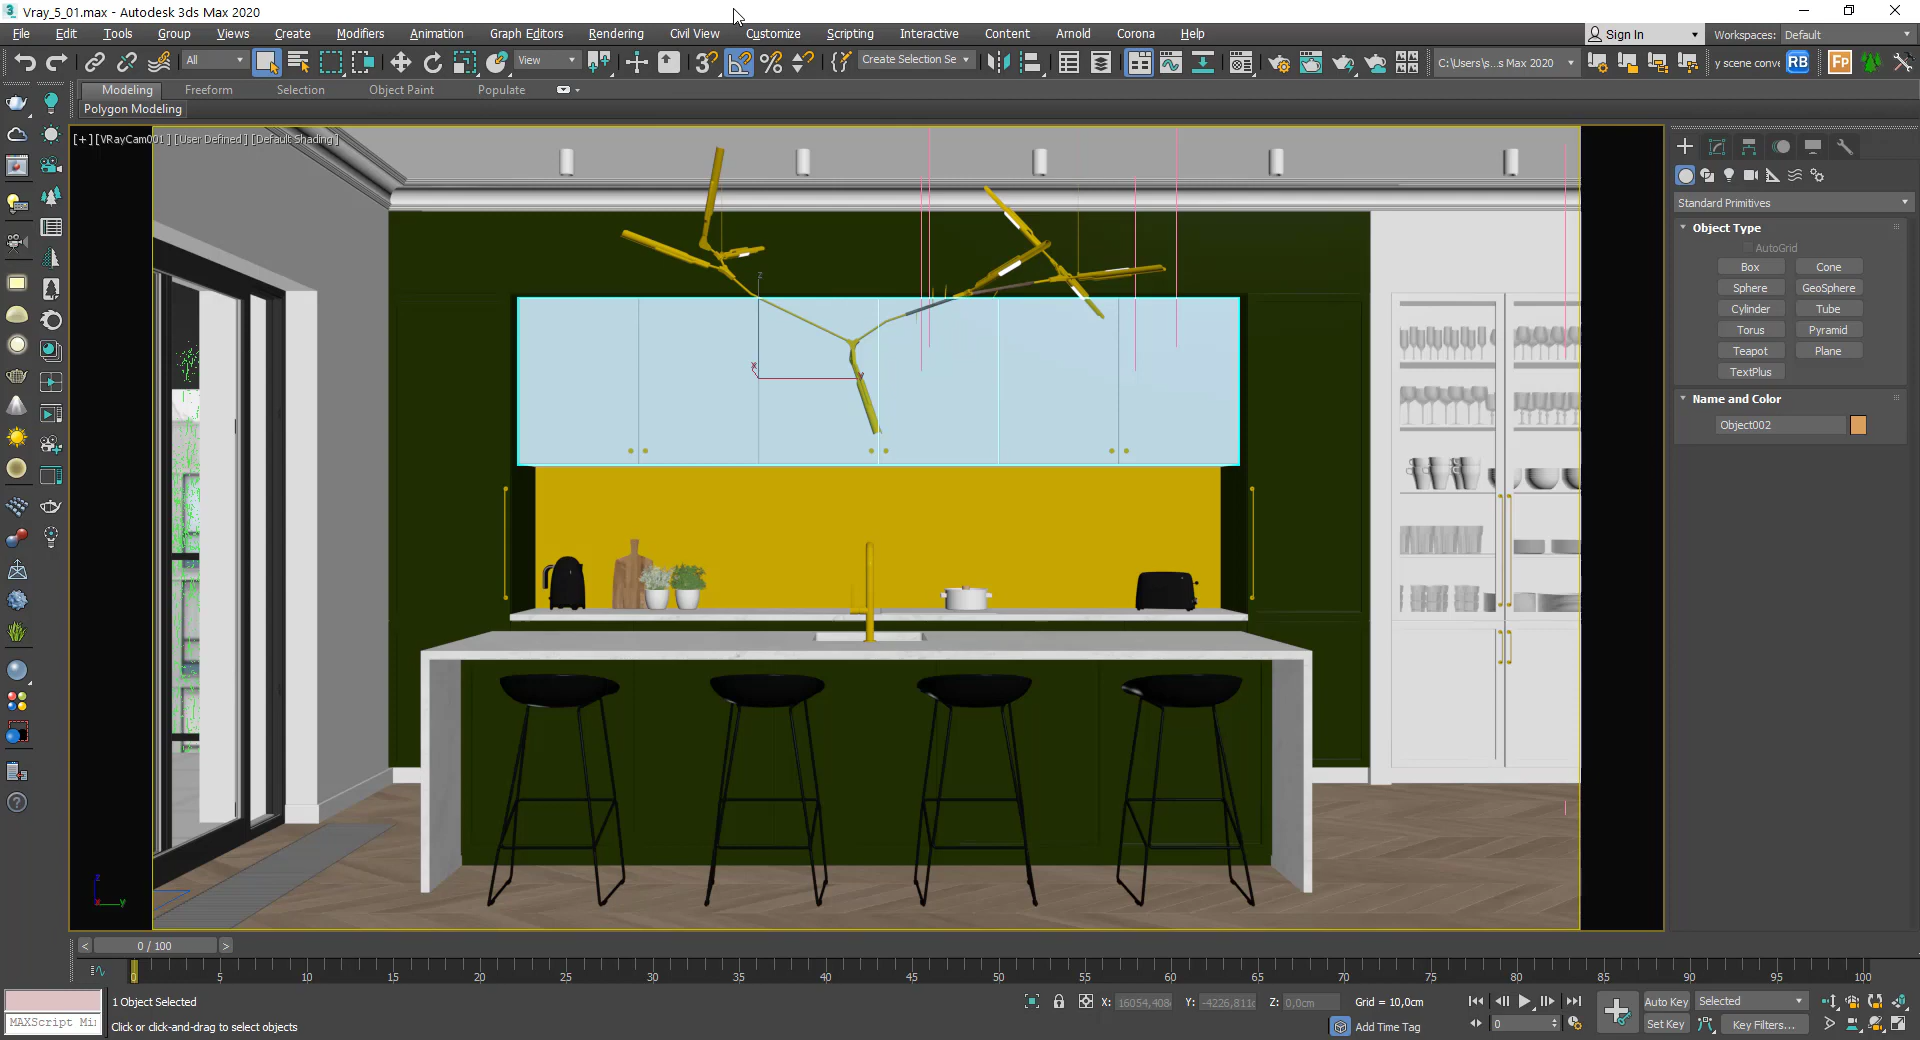 Vray_5_01.max - Autodesk 3ds Max 2020
File Edit Tools Group Views Create Modifiers Animation Graph Editors Rendering Civil View Customize Scripting Interactive Content Arnold Corona Help Sign In Workspaces: Default
All View Create Selection Se C:\Users\s...s Max 2020 y scene conve RB Fp
Modeling Freeform Selection Object Paint Populate
Polygon Modeling
[+] [VRayCam001 ] [User Defined ] [Default Shading ]
Standard Primitives
Object Type
AutoGrid
Box Cone
Sphere GeoSphere
Cylinder Tube
Torus Pyramid
Teapot Plane
TextPlus
Name and Color
Object002
z
x
y
z
x y
< 0 / 100 >
0 5 10 15 20 25 30 35 40 45 50 55 60 65 70 75 80 85 90 95 100
1 Object Selected X: 16054,408 Y: -4226,811 Z: 0,0cm Grid = 10,0cm Auto Key Selected
MAXScript Mi Click or click-and-drag to select objects Add Time Tag 0 Set Key Key Filters...